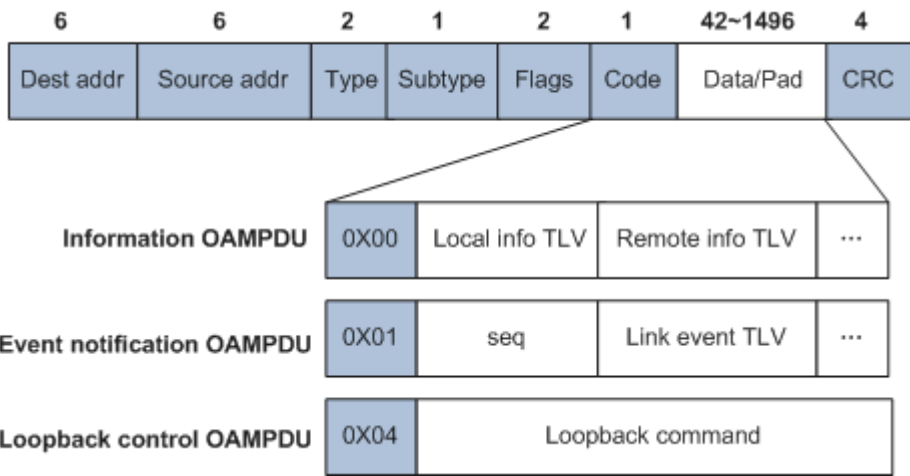 6 6 2 1 2 1 42~1496 4
Dest addr Source addr Type Subtype Flags Code Data/Pad CRC
Information OAMPDU 0X00 Local info TLV Remote info TLV ...
Event notification OAMPDU 0X01 seq Link event TLV ...
Loopback control OAMPDU 0X04 Loopback command